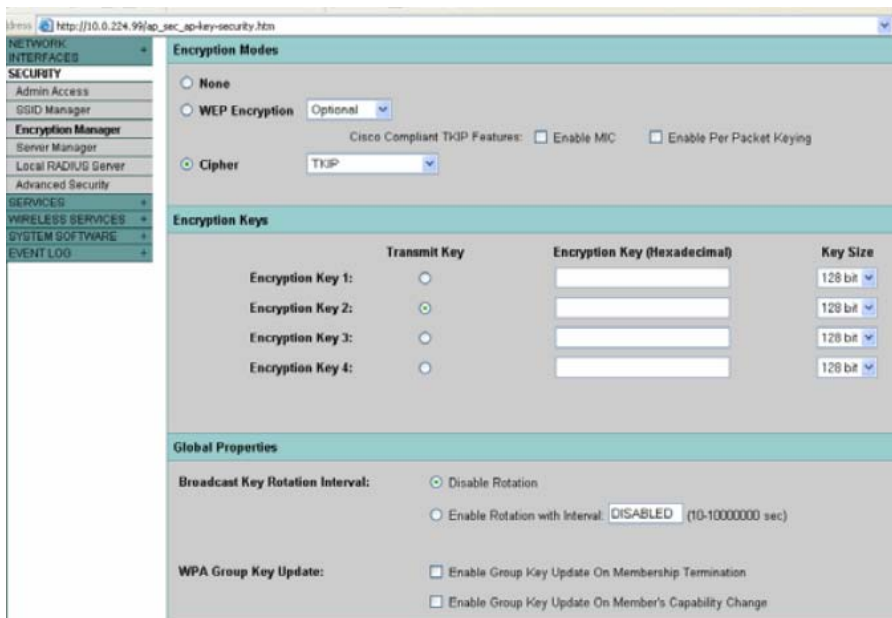 http://10.0.224.99/ap_sec_ap-key-security.htm
NETWORK INTERFACES +
SECURITY
Admin Access
SSID Manager
Encryption Manager
Server Manager
Local RADIUS Server
Advanced Security
SERVICES +
WIRELESS SERVICES +
SYSTEM SOFTWARE +
EVENT LOG +
Encryption Modes
None
WEP Encryption Optional
Cisco Compliant TKIP Features: Enable MIC Enable Per Packet Keying
Cipher TKIP
Encryption Keys
Transmit Key Encryption Key (Hexadecimal) Key Size
Encryption Key 1: 128 bit
Encryption Key 2: 128 bit
Encryption Key 3: 128 bit
Encryption Key 4: 128 bit
Global Properties
Broadcast Key Rotation Interval: Disable Rotation
Enable Rotation with Interval: DISABLED (10-10000000 sec)
WPA Group Key Update: Enable Group Key Update On Membership Termination
Enable Group Key Update On Member's Capability Change